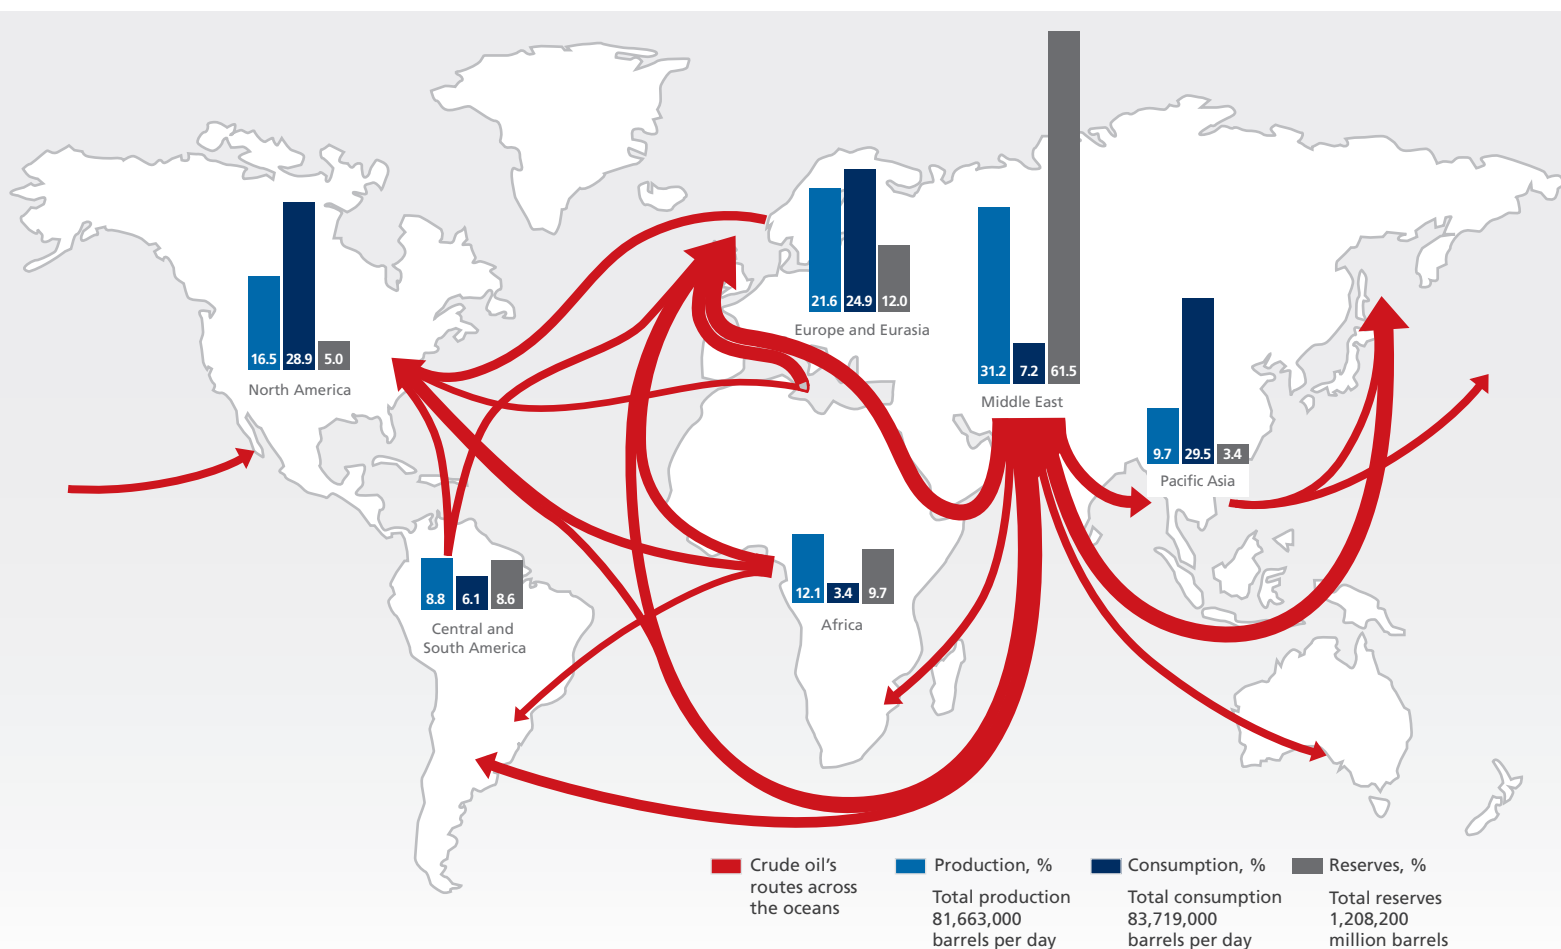 16.5 28.9 5.0
North America
21.6 24.9 12.0
Europe and Eurasia
31.2 7.2 61.5
Middle East
9.7 29.5 3.4
Pacific Asia
8.8 6.1 8.6
Central and
South America
12.1 3.4 9.7
Africa
Crude oil's
routes across
the oceans
Production, %
Total production
81,663,000
barrels per day
Consumption, %
Total consumption
83,719,000
barrels per day
Reserves, %
Total reserves
1,208,200
million barrels